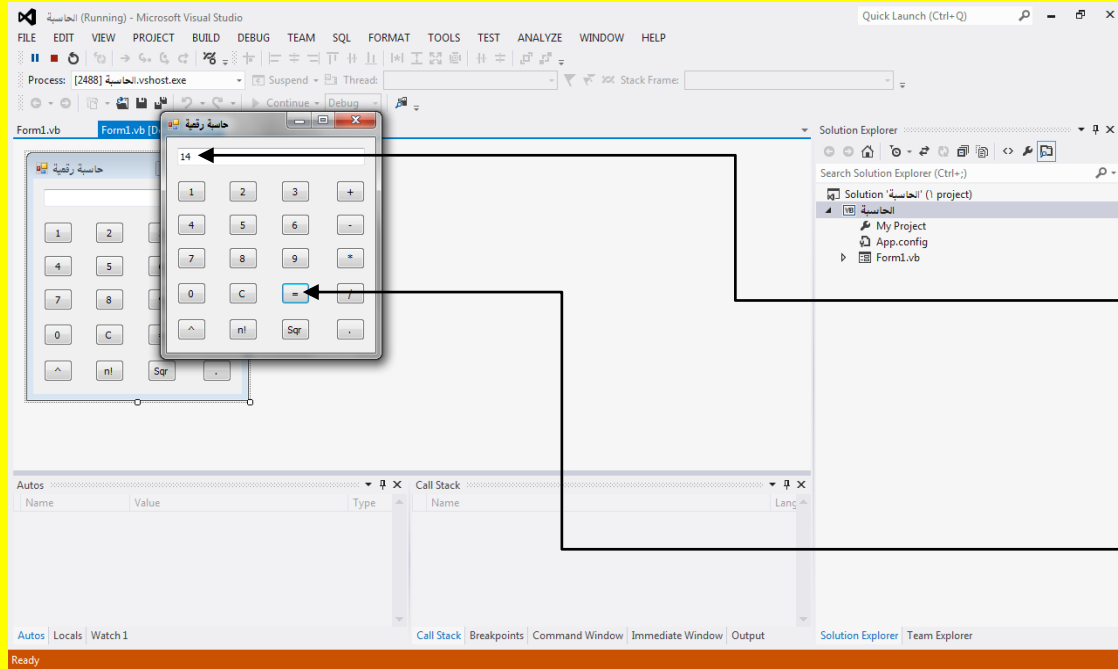 الحاسبة (Running) - Microsoft Visual Studio
Quick Launch (Ctrl+Q)
FILE EDIT VIEW PROJECT BUILD DEBUG TEAM SQL FORMAT TOOLS TEST ANALYZE WINDOW HELP
Process: [2488] الحاسبة.vshost.exe Suspend Thread: Stack Frame:
Continue Debug
Form1.vb Form1.vb [D
حاسبة رقمية
14
1 2 3 +
4 5 6 -
7 8 9 *
0 C = /
^ n! Sqr .
حاسبة رقمية
1 2
4 5
7 8
0 C
^ n! Sqr .
Solution Explorer
Search Solution Explorer (Ctrl+;)
Solution 'الحاسبة' (١ project)
الحاسبة
My Project
App.config
Form1.vb
Autos
Name Value Type
Call Stack
Name Lang
Autos Locals Watch 1
Call Stack Breakpoints Command Window Immediate Window Output
Solution Explorer Team Explorer
Ready